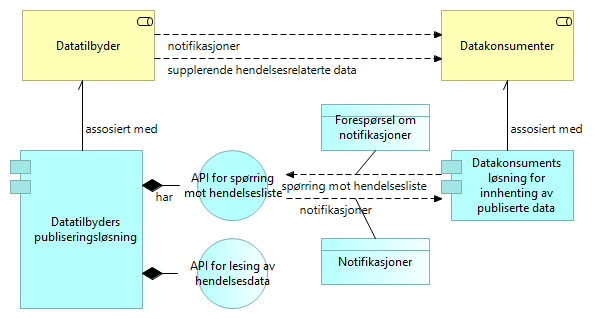 Datatilbyder
Datakonsumenter
notifikasjoner
supplerende hendelsesrelaterte data
assosiert med
assosiert med
Forespørsel om
notifikasjoner
Datatilbyders
publiseringsløsning
har
API for spørring
mot hendelsesliste
spørring mot hendelsesliste
notifikasjoner
Datakonsuments
løsning for
innhenting av
publiserte data
API for lesing av
hendelsesdata
Notifikasjoner